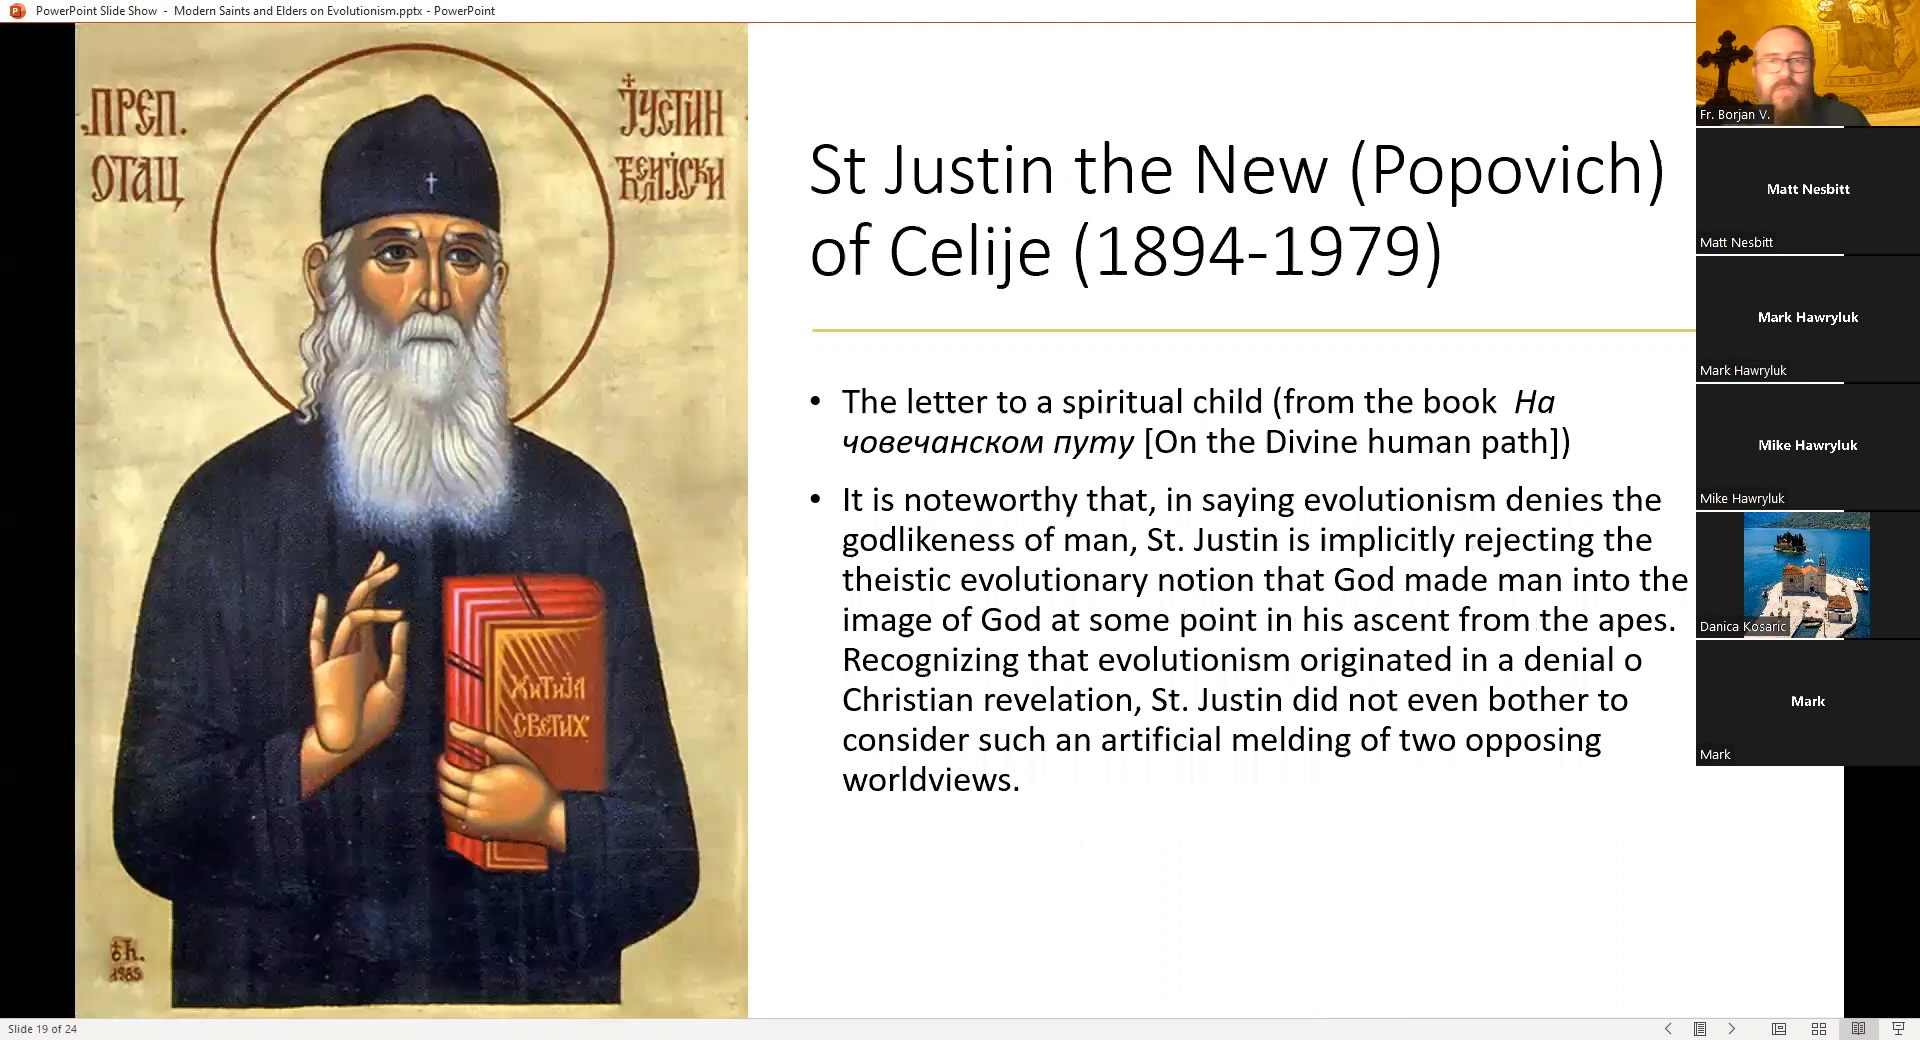 PowerPoint Slide Show - Modern Saints and Elders on Evolutionism.pptx - PowerPoint
ПРЕП.
ОТАЦ
ЈУСТИН
ЋЕЛИЈСКИ
ЖИТИЈА
СВЕТИХ
1985
St Justin the New (Popovich)
of Celije (1894-1979)
• The letter to a spiritual child (from the book На
човечанском путу [On the Divine human path])
• It is noteworthy that, in saying evolutionism denies the
godlikeness of man, St. Justin is implicitly rejecting the
theistic evolutionary notion that God made man into the
image of God at some point in his ascent from the apes.
Recognizing that evolutionism originated in a denial o
Christian revelation, St. Justin did not even bother to
consider such an artificial melding of two opposing
worldviews.
Fr. Borjan V.
Matt Nesbitt
Matt Nesbitt
Mark Hawryluk
Mark Hawryluk
Mike Hawryluk
Mike Hawryluk
Danica Kosaric
Mark
Mark
Slide 19 of 24